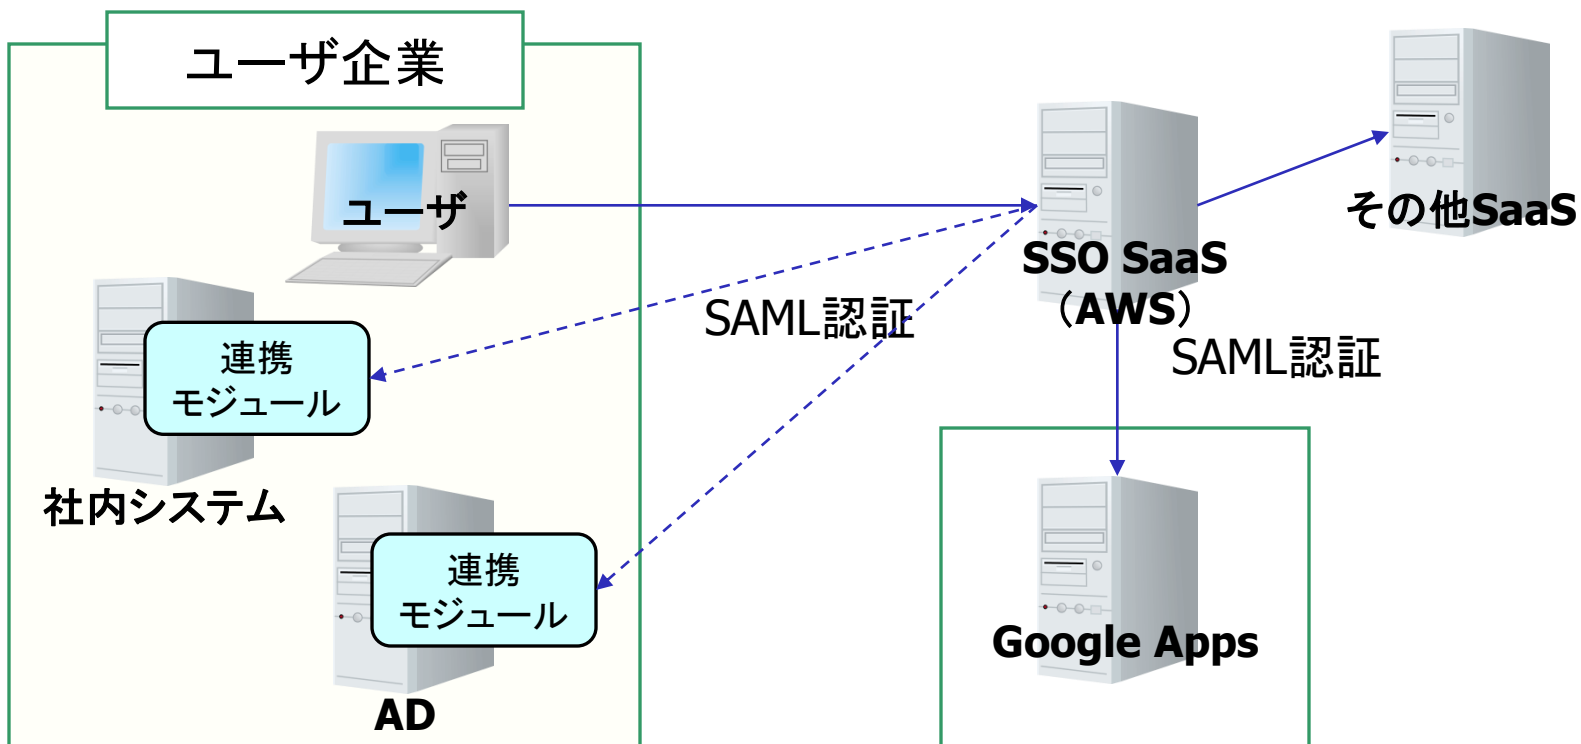 ユーザ企業
ユーザ
その他SaaS
SSO SaaS
（AWS）
SAML認証
SAML認証
連携
モジュール
社内システム
連携
モジュール
Google Apps
AD